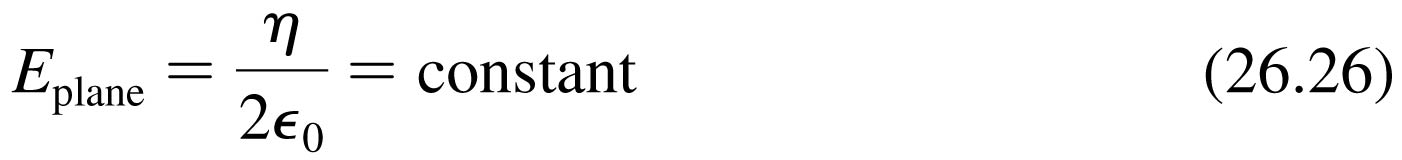 E_plane = η/2ϵ₀ = constant (26.26)